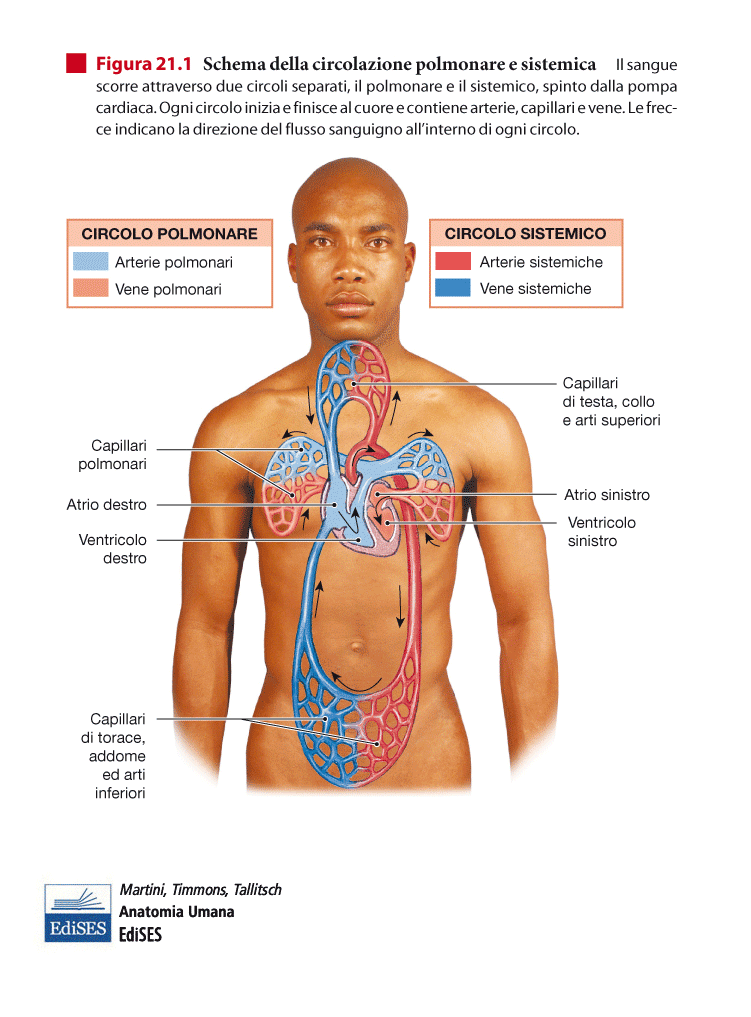 Figura 21.1 Schema della circolazione polmonare e sistemica Il sangue
scorre attraverso due circoli separati, il polmonare e il sistemico, spinto dalla pompa
cardiaca. Ogni circolo inizia e finisce al cuore e contiene arterie, capillari e vene. Le frec-
ce indicano la direzione del flusso sanguigno all'interno di ogni circolo.
CIRCOLO POLMONARE
Arterie polmonari
Vene polmonari
CIRCOLO SISTEMICO
Arterie sistemiche
Vene sistemiche
Capillari
di testa, collo
e arti superiori
Capillari
polmonari
Atrio destro
Ventricolo
destro
Atrio sinistro
Ventricolo
sinistro
Capillari
di torace,
addome
ed arti
inferiori
EdiSES
Martini, Timmons, Tallitsch
Anatomia Umana
EdiSES